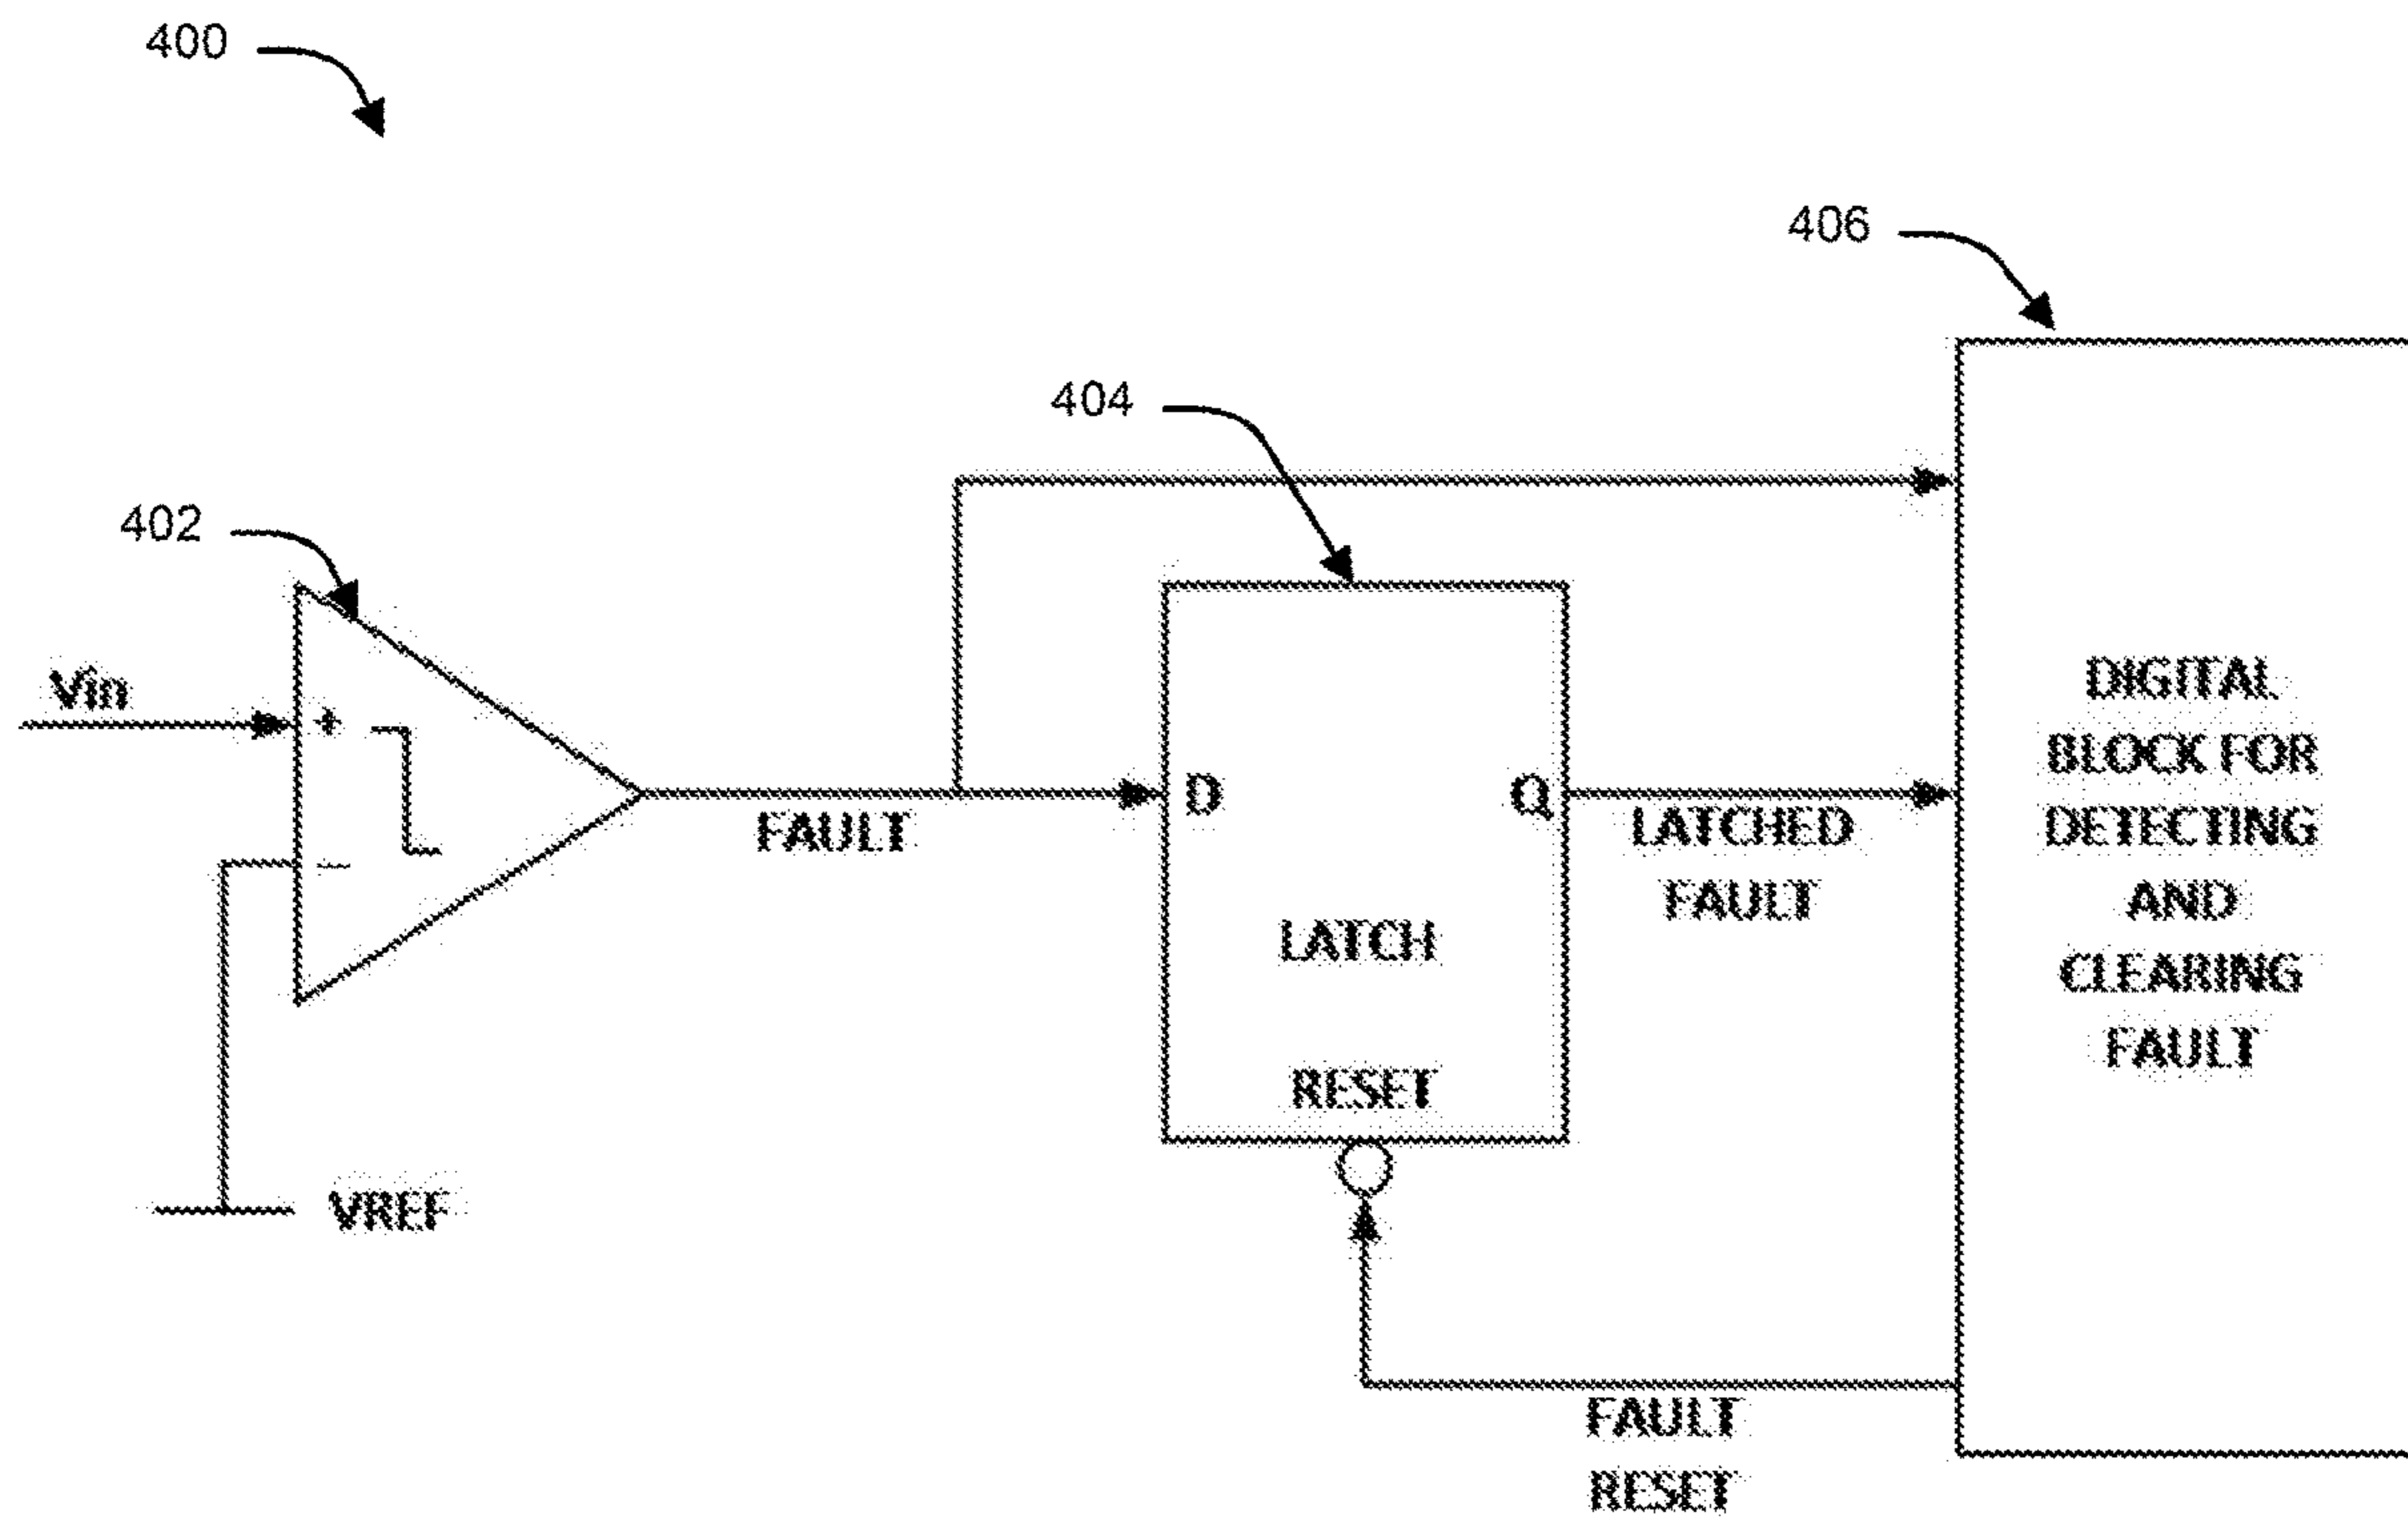 400
406
404
402
Vin
+
−
FAULT
D
Q
LATCH
RESET
LATCHED
FAULT
DIGITAL
BLOCK FOR
DETECTING
AND
CLEARING
FAULT
VREF
FAULT
RESET